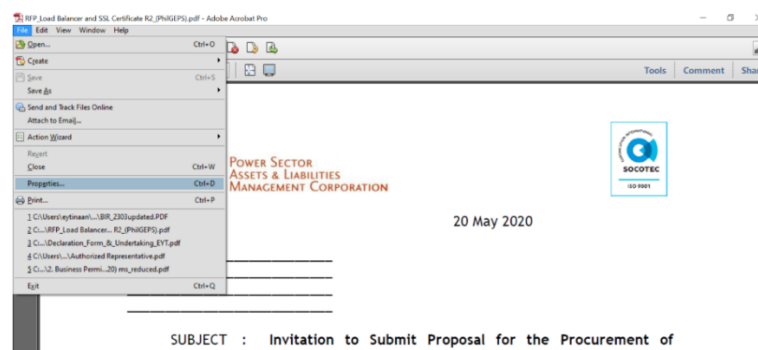 RFP_Load Balancer and SSL Certificate R2_(PhilGEPS).pdf - Adobe Acrobat Pro
File Edit View Window Help
Open... Ctrl+O
Create
Save Ctrl+S
Save As
Send and Track Files Online
Attach to Email...
Action Wizard
Revert
Close Ctrl+W
Properties... Ctrl+D
Print... Ctrl+P
1 C:\Users\eytinaan\...\BIR_2303updated.PDF
2 C:\...\RFP_Load Balancer... R2_(PhilGEPS).pdf
3 C:\...\Declaration_Form_&_Undertaking_EYT.pdf
4 C:\Users\...\Authorized Representative.pdf
5 C:\...\2. Business Permi...20) ms_reduced.pdf
Exit Ctrl+Q
Tools Comment Sha
POWER SECTOR
ASSETS & LIABILITIES
MANAGEMENT CORPORATION
SOCOTEC
ISO 9001
20 May 2020
SUBJECT : Invitation to Submit Proposal for the Procurement of